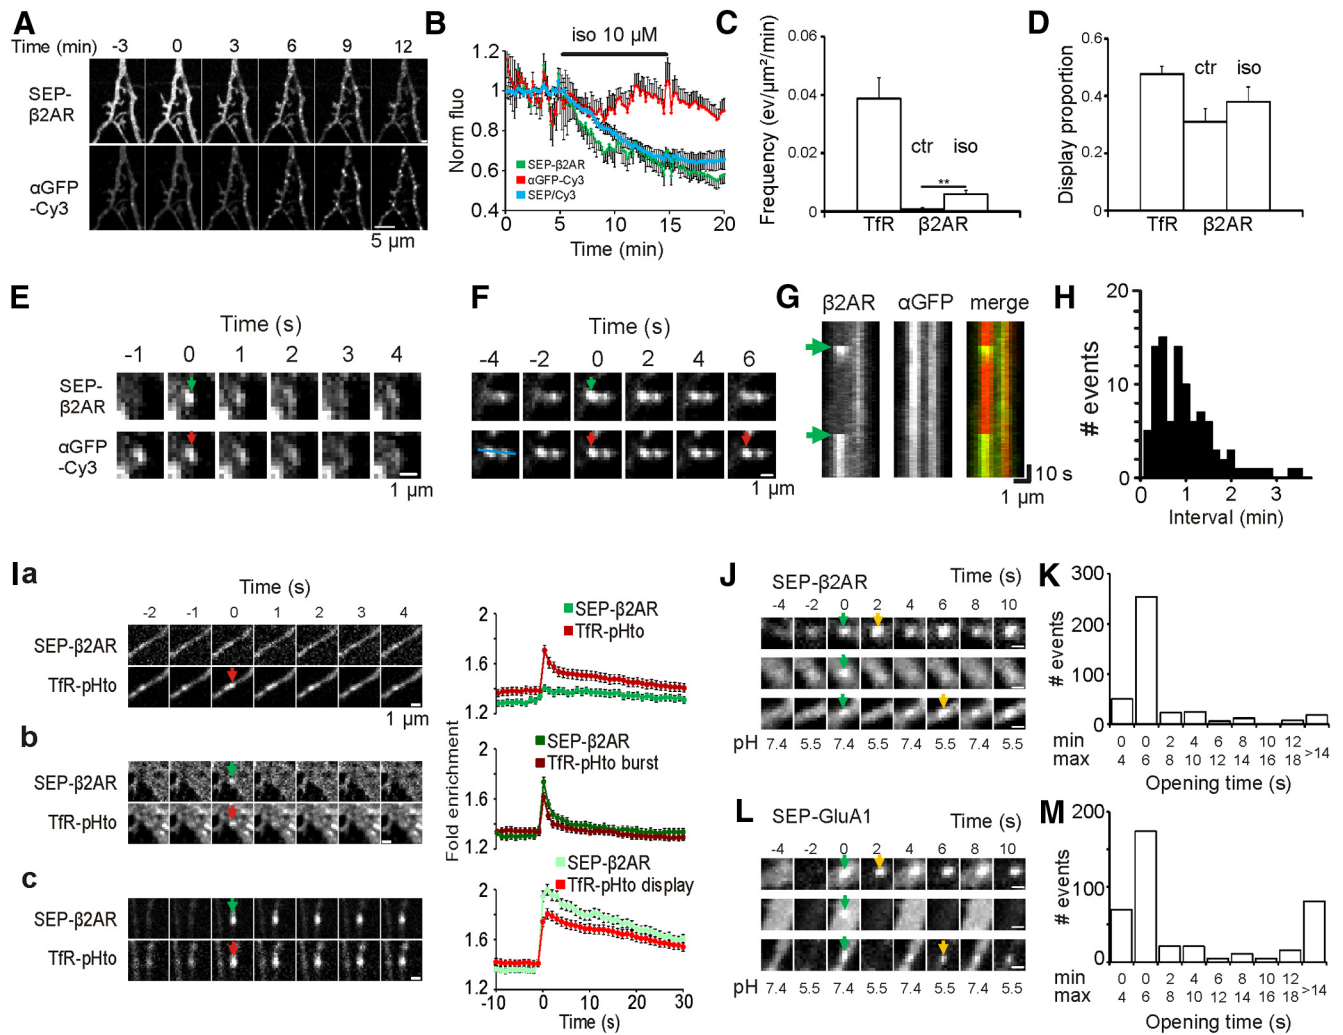 A
Time (min) -3 0 3 6 9 12
SEP-
β2AR
αGFP
-Cy3
5 µm
B
iso 10 µM
Norm fluo
1.2
1.0
0.8
0.6
0.4
SEP-β2AR
αGFP-Cy3
SEP/Cy3
0 5 10 15 20
Time (min)
C
Frequency (ev/µm²/min)
0.06
0.04
0.02
0
ctr iso
**
TfR β2AR
D
Display proportion
0.6
0.4
0.2
0
ctr iso
TfR β2AR
E
Time (s)
-1 0 1 2 3 4
SEP-
β2AR
αGFP
-Cy3
1 µm
F
Time (s)
-4 -2 0 2 4 6
1 µm
G
β2AR αGFP merge
10 s
1 µm
H
# events
20
10
0
0 1 2 3
Interval (min)
Ia
Time (s)
-2 -1 0 1 2 3 4
SEP-β2AR
TfR-pHto
1 µm
b
SEP-β2AR
TfR-pHto
c
SEP-β2AR
TfR-pHto
Fold enrichment
2
1.6
1.2
SEP-β2AR
TfR-pHto
2
1.6
1.2
SEP-β2AR
TfR-pHto burst
2
1.6
1.2
SEP-β2AR
TfR-pHto display
-10 0 10 20 30
Time (s)
J
SEP-β2AR Time (s)
-4 -2 0 2 4 6 8 10
pH 7.4 5.5 7.4 5.5 7.4 5.5 7.4 5.5
K
# events
300
200
100
0
min 0 0 2 4 6 8 10 12 >14
max 4 6 8 10 12 14 16 18
Opening time (s)
L
SEP-GluA1 Time (s)
-4 -2 0 2 4 6 8 10
pH 7.4 5.5 7.4 5.5 7.4 5.5 7.4 5.5
M
# events
200
100
0
min 0 0 2 4 6 8 10 12 >14
max 4 6 8 10 12 14 16 18
Opening time (s)